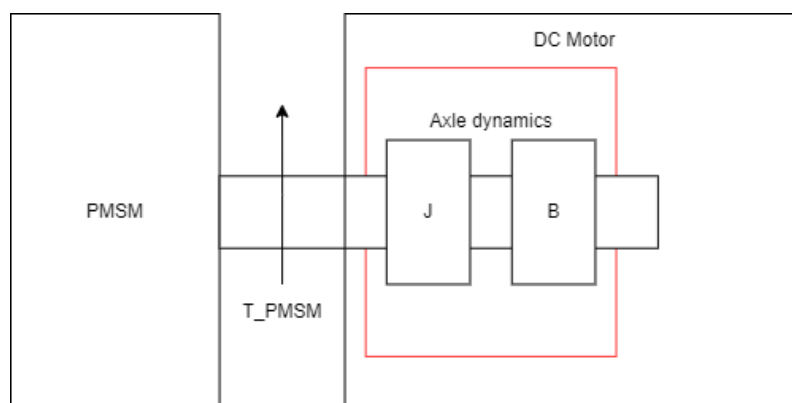 DC Motor
Axle dynamics
PMSM
J
B
T_PMSM